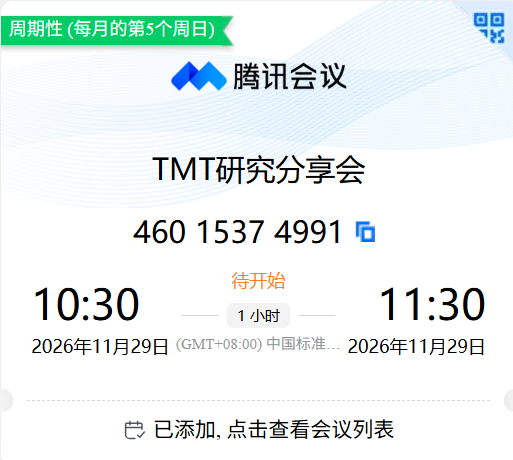 周期性 (每月的第5个周日)
腾讯会议
TMT研究分享会
460 1537 4991
待开始
10:30
1 小时
11:30
2026年11月29日
(GMT+08:00) 中国标准...
2026年11月29日
已添加, 点击查看会议列表